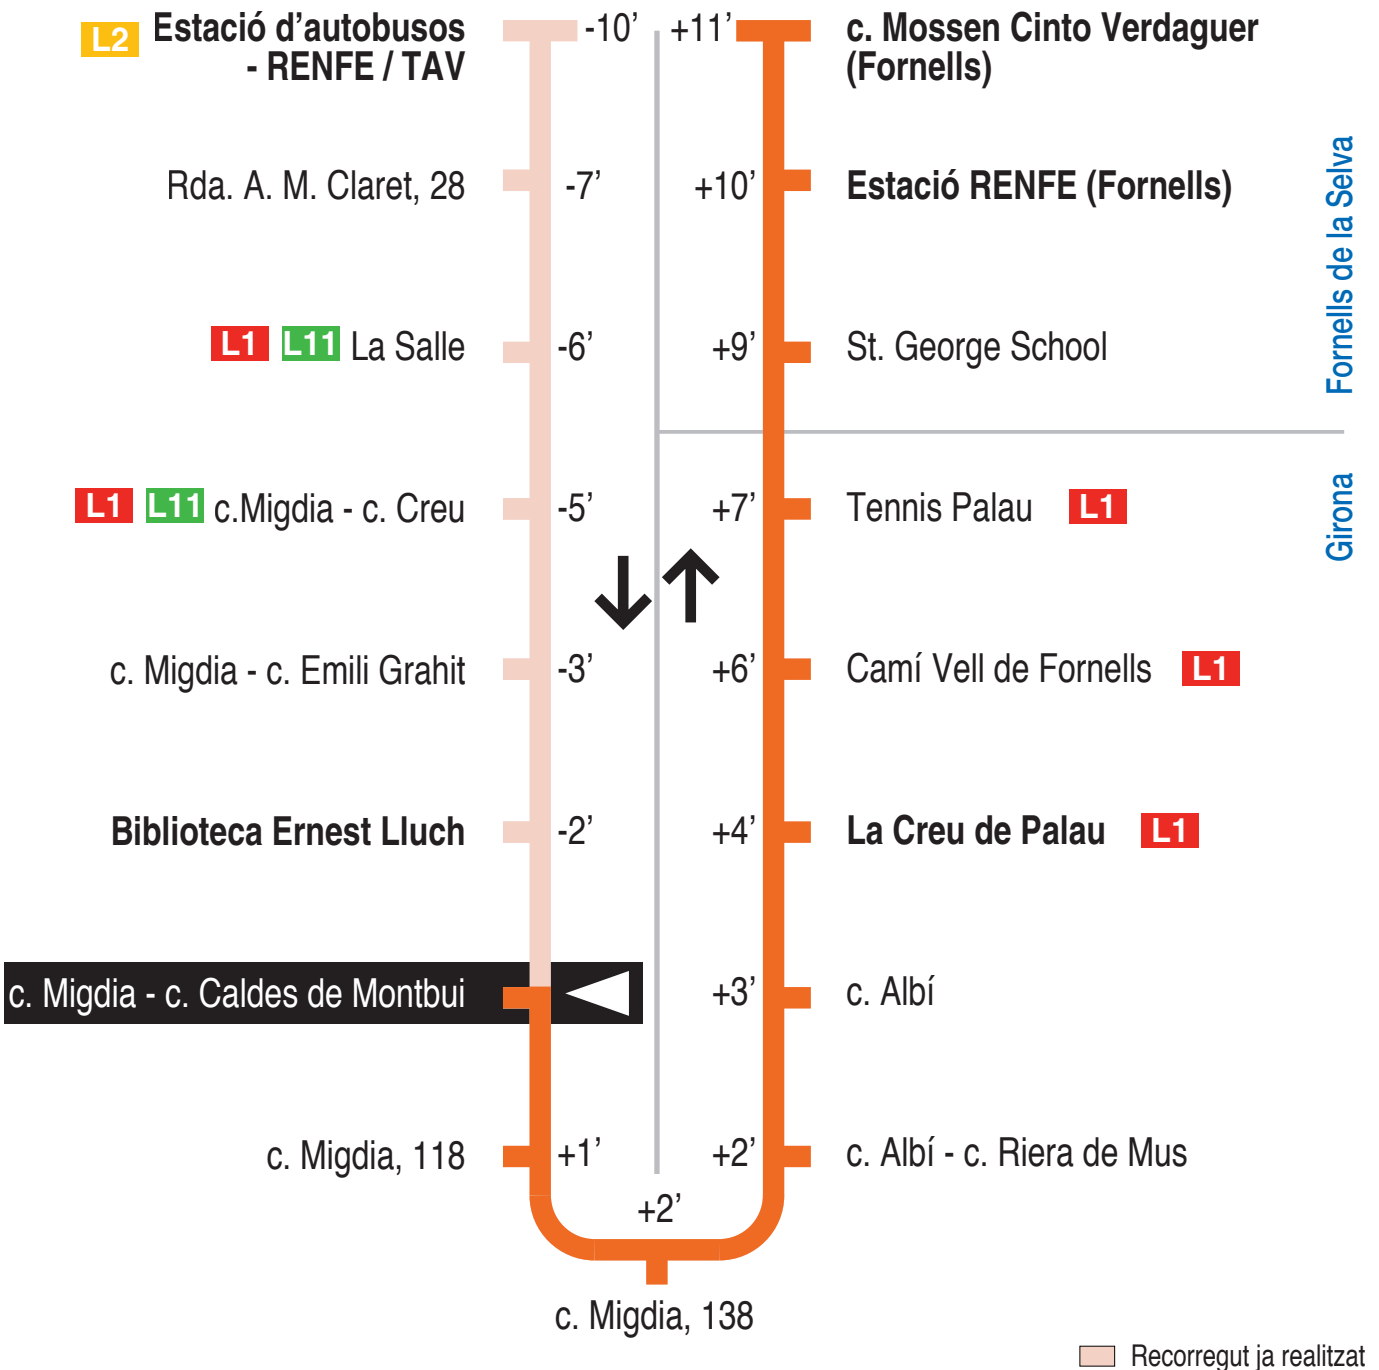 L2 Estació d’autobusos
- RENFE / TAV
-10’
Rda. A. M. Claret, 28 -7’
L1 L11 La Salle -6’
L1 L11 c.Migdia - c. Creu -5’
c. Migdia - c. Emili Grahit -3’
Biblioteca Ernest Lluch -2’
c. Migdia - c. Caldes de Montbui
c. Migdia, 118 +1’
+2’
c. Migdia, 138
+2’ c. Albí - c. Riera de Mus
+3’ c. Albí
+4’ La Creu de Palau L1
+6’ Camí Vell de Fornells L1
+7’ Tennis Palau L1
+9’ St. George School
+10’ Estació RENFE (Fornells)
+11’ c. Mossen Cinto Verdaguer
(Fornells)
Fornells de la Selva
Girona
Recorregut ja realitzat